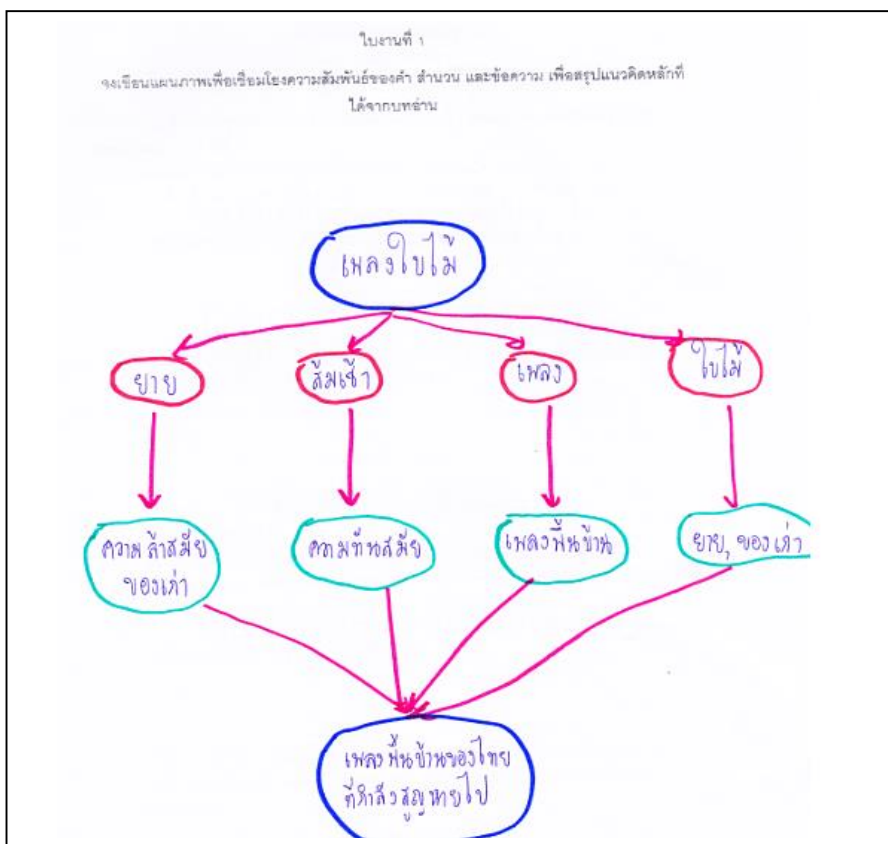 ใบงานที่ 1
จงเขียนแผนภาพเพื่อเชื่อมโยงความสัมพันธ์ของคำ สำนวน และข้อความ เพื่อสรุปแนวคิดหลักที่
ได้จากบทอ่าน
เพลงใบไม้
ยาย
ส้มเช้า
เพลง
ใบไม้
ความล้าสมัย
ของเก่า
ความทันสมัย
เพลงพื้นบ้าน
ยาย, ของเก่า
เพลงพื้นบ้านของไทย
ที่กำลังสูญหายไป